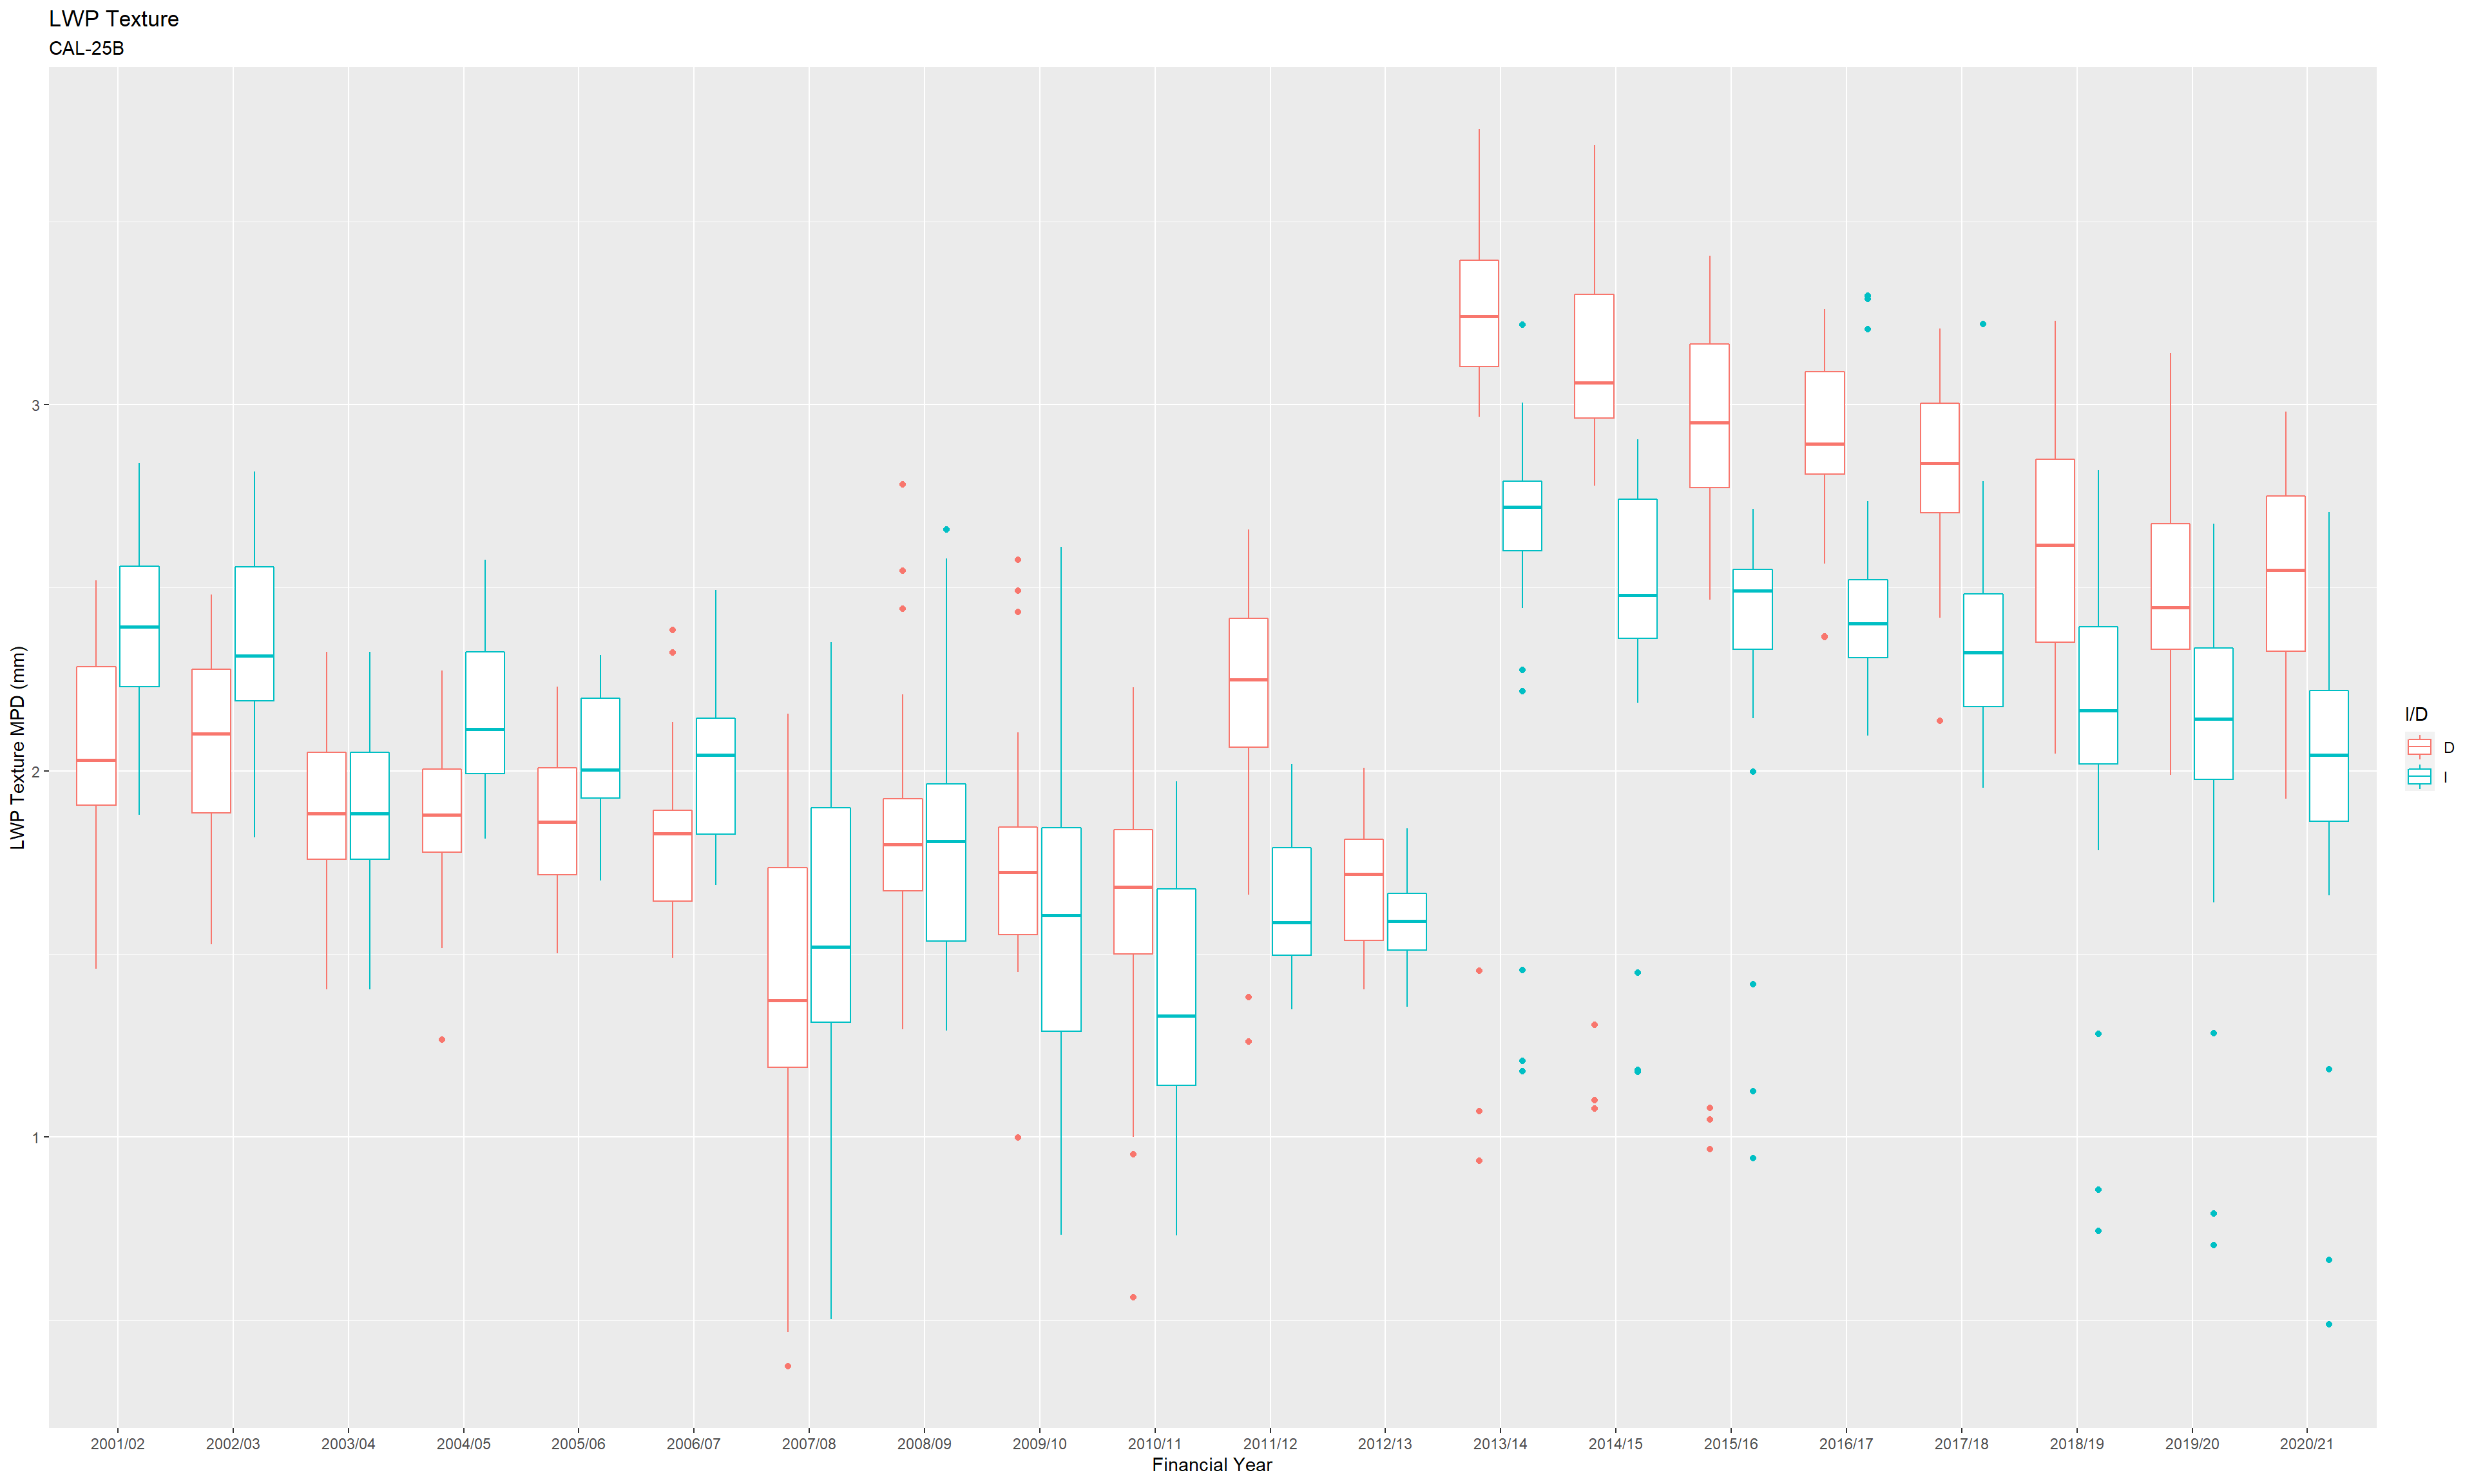 LWP Texture
CAL-25B
LWP Texture MPD (mm)
3
2
1
2001/02 2002/03 2003/04 2004/05 2005/06 2006/07 2007/08 2008/09 2009/10 2010/11 2011/12 2012/13 2013/14 2014/15 2015/16 2016/17 2017/18 2018/19 2019/20 2020/21
Financial Year
I/D
D
I